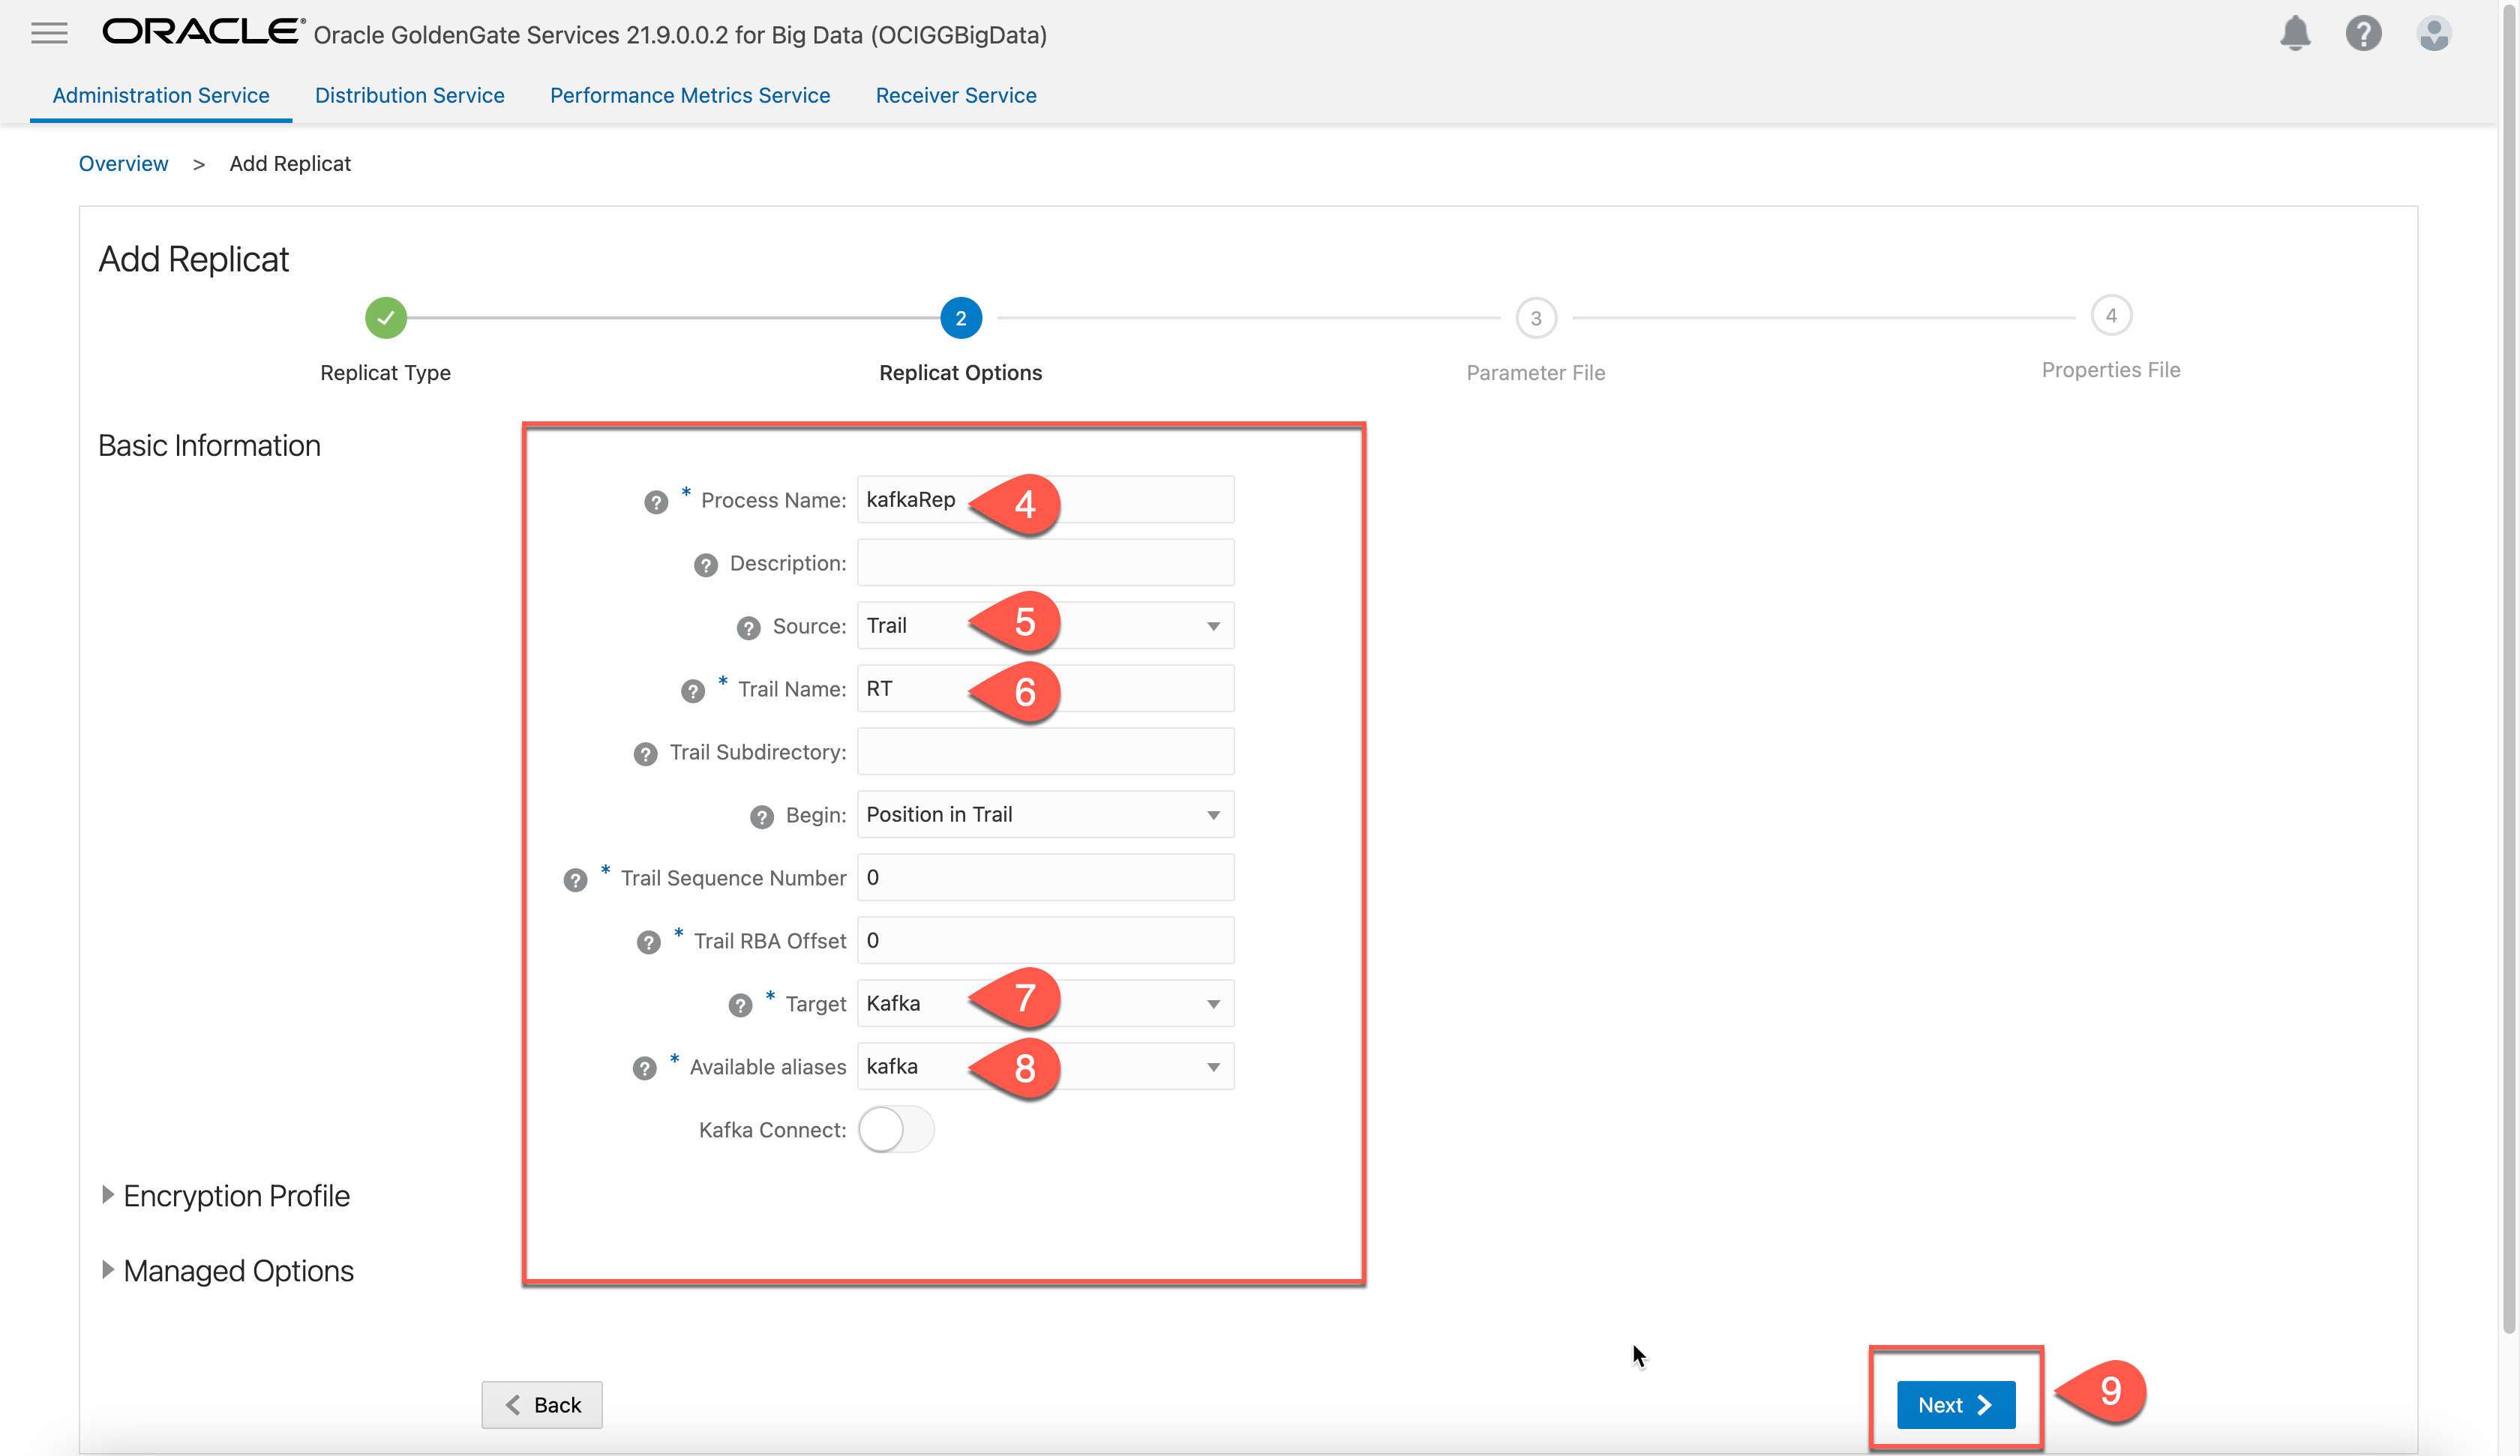 ORACLE® Oracle GoldenGate Services 21.9.0.0.2 for Big Data (OCIGGBigData)
Administration Service Distribution Service Performance Metrics Service Receiver Service
Overview > Add Replicat
Add Replicat
2 3 4
Replicat Type Replicat Options Parameter File Properties File
Basic Information
? * Process Name: kafkaRep 4
? Description:
? Source: Trail 5
? * Trail Name: RT 6
? Trail Subdirectory:
? Begin: Position in Trail
? * Trail Sequence Number 0
? * Trail RBA Offset 0
? * Target Kafka 7
? * Available aliases kafka 8
Kafka Connect:
Encryption Profile
Managed Options
Back Next 9